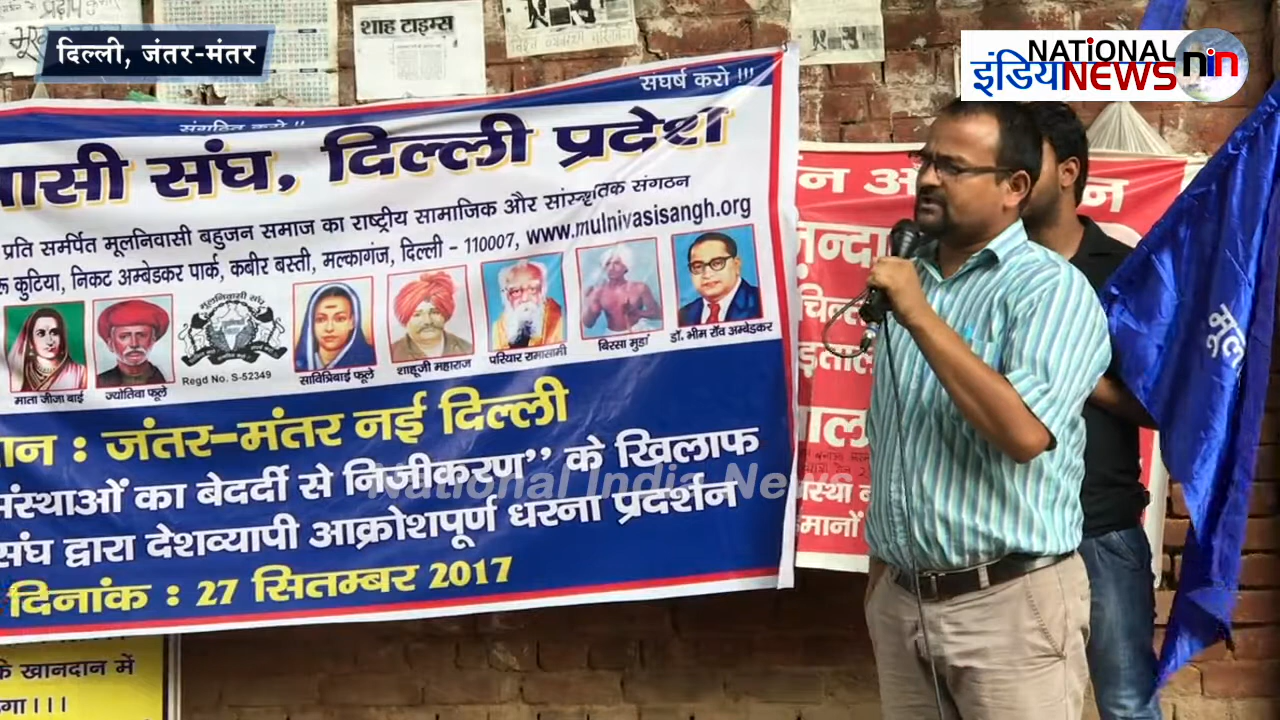 दिल्ली, जंतर-मंतर
शाह टाइम्स
NATIONAL
इंडिया NEWS nin
संगठित करो !!
संघर्ष करो !!!
वासी संघ, दिल्ली प्रदेश
प्रति समर्पित मूलनिवासी बहुजन समाज का राष्ट्रीय सामाजिक और सांस्कृतिक संगठन
कुटिया, निकट अम्बेडकर पार्क, कबीर बस्ती, मल्कागंज, दिल्ली - 110007, www.mulnivasisangh.org
मूलनिवासी संघ
Regd No. S-52349
माता जीजा बाई
ज्योतिवा फूले
सावित्रिबाई फूले
शाहूजी महाराज
परियार रामासामी
बिरसा मुडां
डॉ. भीम रॉव अम्बेडकर
ान : जंतर-मंतर नई दिल्ली
संस्थाओं का बेदर्दी से निजीकरण” के खिलाफ
संघ द्वारा देशव्यापी आक्रोशपूर्ण धरना प्रदर्शन
दिनांक : 27 सितम्बर 2017
National India News
के खानदान में
गा।।।
मूल